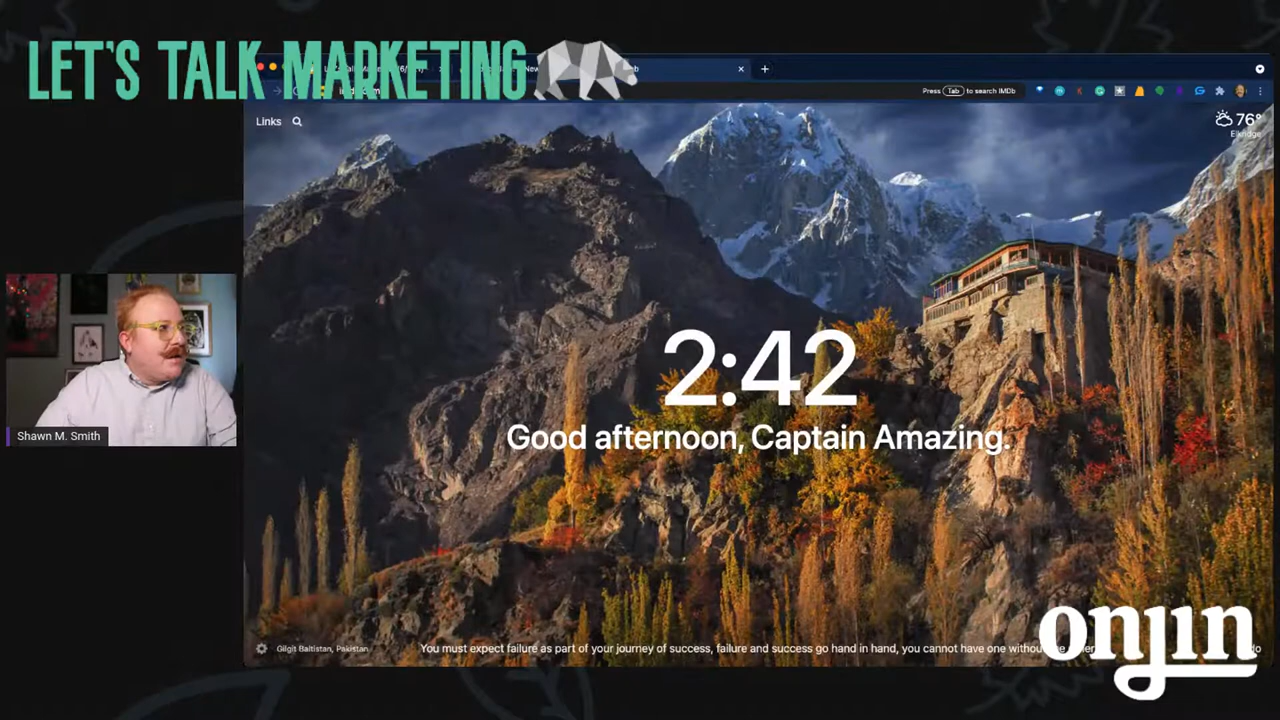 LET'S TALK MARKETING
Press Tab to search IMDb
Links
76°
Elkridge
Shawn M. Smith
2:42
Good afternoon, Captain Amazing.
Gilgit Baltistan, Pakistan
You must expect failure as part of your journey of success, failure and success go hand in hand, you cannot have one without
onjin